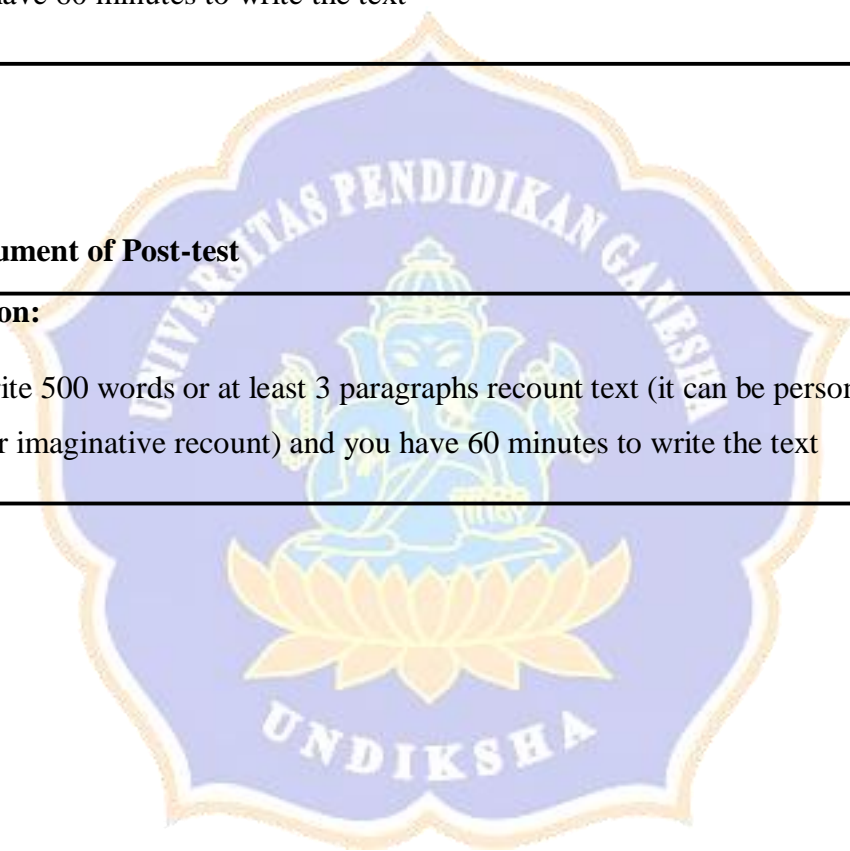 have 60 minutes to write the text
UNIVERSITAS PENDIDIKAN GANESHA
ument of Post-test
on:
ite 500 words or at least 3 paragraphs recount text (it can be person
r imaginative recount) and you have 60 minutes to write the text
UNDIKSHA